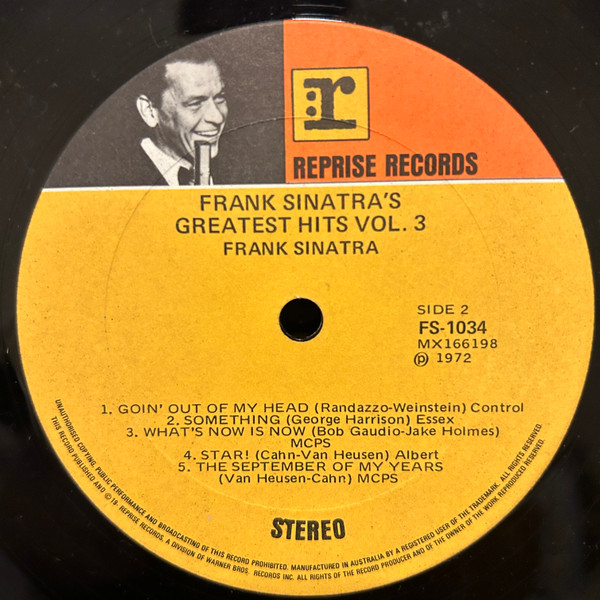 r
REPRISE RECORDS
FRANK SINATRA'S
GREATEST HITS VOL. 3
FRANK SINATRA
SIDE 2
FS-1034
MX166198
Ⓟ 1972
1. GOIN' OUT OF MY HEAD (Randazzo-Weinstein) Control
2. SOMETHING (George Harrison) Essex
3. WHAT'S NOW IS NOW (Bob Gaudio-Jake Holmes)
MCPS
4. STAR! (Cahn-Van Heusen) Albert
5. THE SEPTEMBER OF MY YEARS
(Van Heusen-Cahn) MCPS
STEREO
UNAUTHORISED COPYING, PUBLIC PERFORMANCE AND BROADCASTING OF THIS RECORD PROHIBITED. MANUFACTURED IN AUSTRALIA BY A REGISTERED USER OF THE TRADEMARK. ALL RIGHTS RESERVED.
THIS RECORD PUBLISHED AND © 19 REPRISE RECORDS, A DIVISION OF WARNER BROS. RECORDS INC. ALL RIGHTS OF THE RECORD PRODUCER AND OF THE OWNER OF THE WORK REPRODUCED RESERVED.